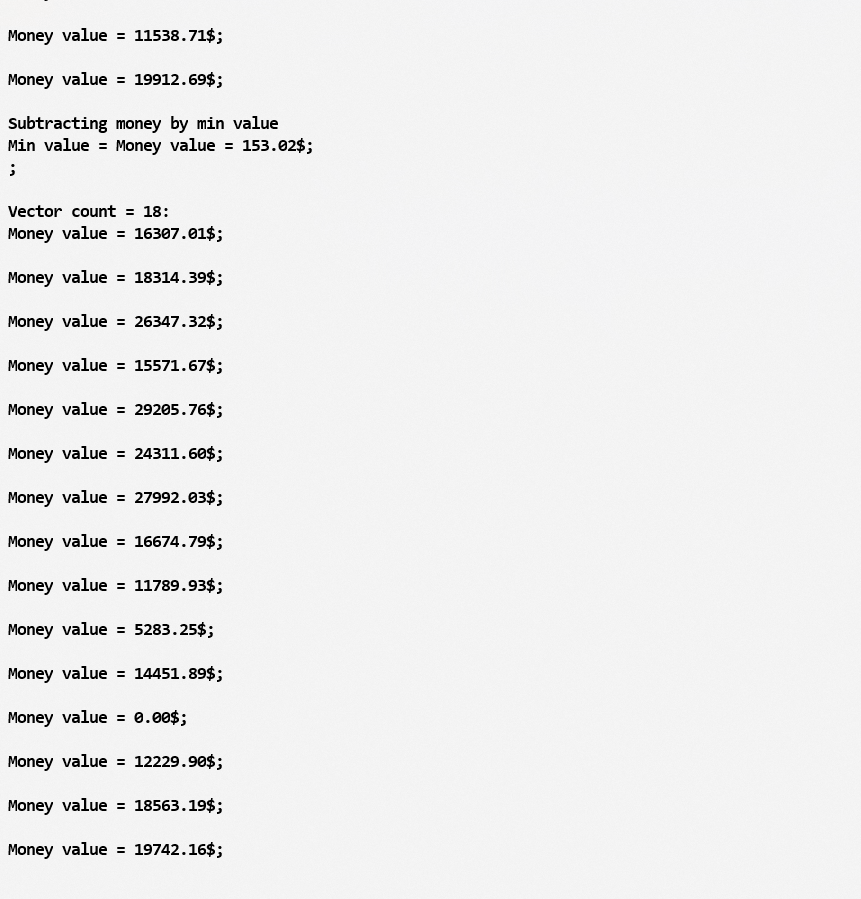 Money value = 11538.71$;
Money value = 19912.69$;
Subtracting money by min value
Min value = Money value = 153.02$;
;
Vector count = 18:
Money value = 16307.01$;
Money value = 18314.39$;
Money value = 26347.32$;
Money value = 15571.67$;
Money value = 29205.76$;
Money value = 24311.60$;
Money value = 27992.03$;
Money value = 16674.79$;
Money value = 11789.93$;
Money value = 5283.25$;
Money value = 14451.89$;
Money value = 0.00$;
Money value = 12229.90$;
Money value = 18563.19$;
Money value = 19742.16$;